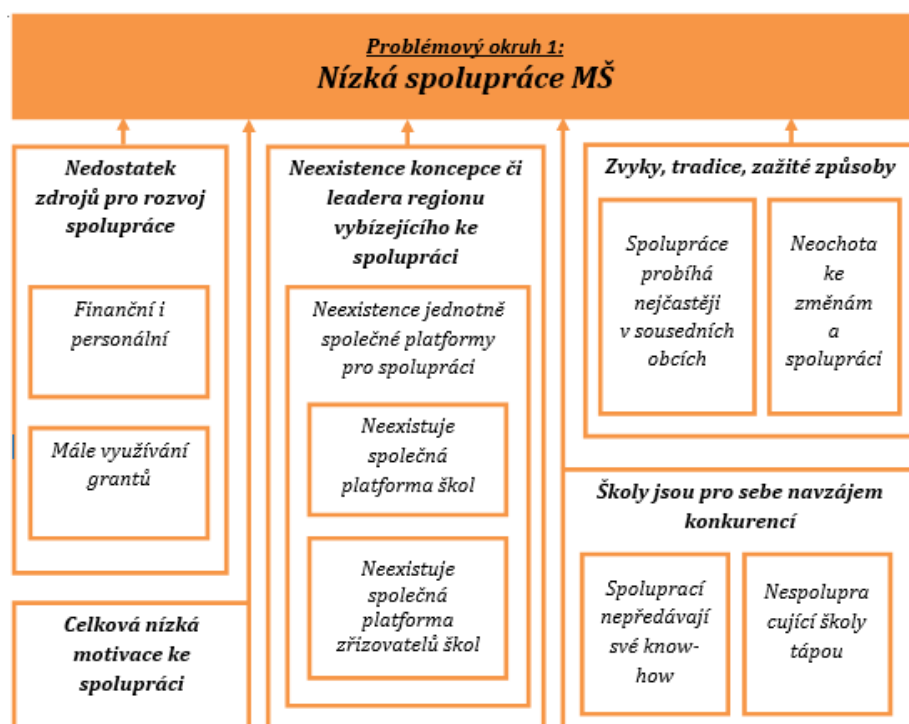 Problémový okruh 1:
Nízká spolupráce MŠ
Nedostatek
zdrojů pro rozvoj
spolupráce
Finanční i
personální
Mále využívání
grantů
Celková nízká
motivace ke
spolupráci
Neexistence koncepce či
leadera regionu
vybízejícího ke
spolupráci
Neexistence jednotně
společné platformy
pro spolupráci
Neexistuje
společná
platforma škol
Neexistuje
společná
platforma
zřizovatelů škol
Zvyky, tradice, zažité způsoby
Spolupráce
probíhá
nejčastěji
v sousedních
obcích
Neochota
ke
změnám
a
spolupráci
Školy jsou pro sebe navzájem
konkurencí
Spoluprací
nepředávají
své know-
how
Nespolupra
cující školy
tápou